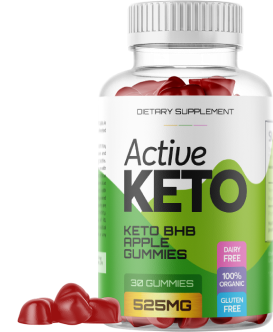 DIETARY SUPPLEMENT
Active
KETO
KETO BHB
APPLE
GUMMIES
30 GUMMIES
525MG
DAIRY
FREE
100%
ORGANIC
GLUTEN
FREE